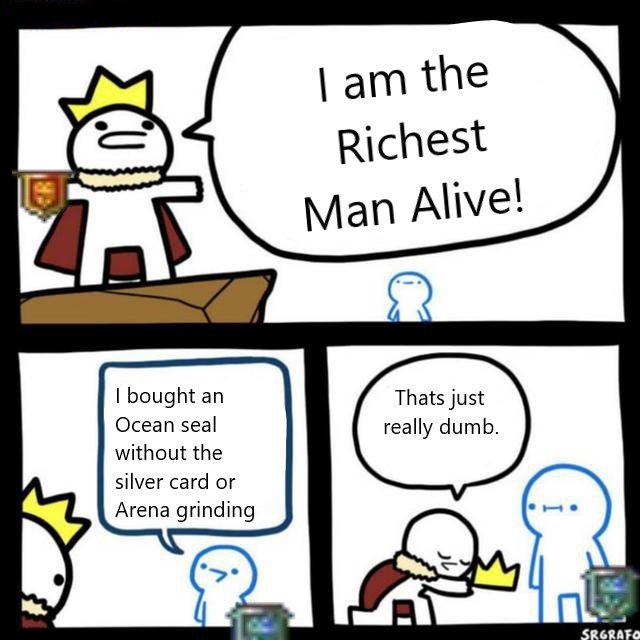 I am the
Richest
Man Alive!
I bought an
Ocean seal
without the
silver card or
Arena grinding
Thats just
really dumb.
SRGRAFO